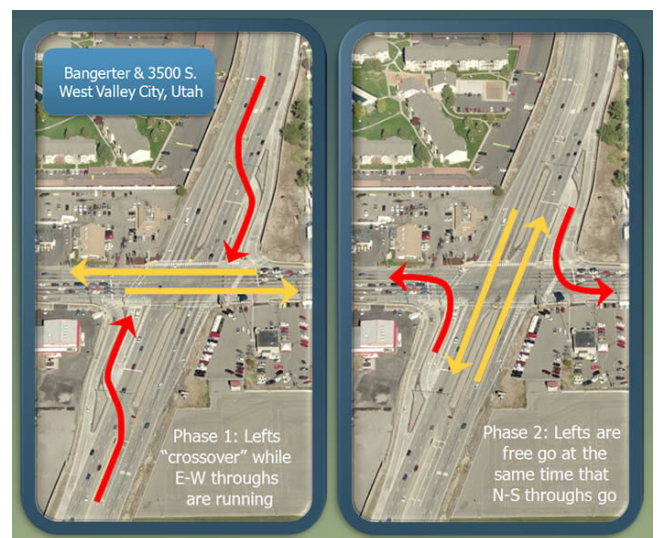 Bangerter & 3500 S.
West Valley City, Utah
Phase 1: Lefts
“crossover” while
E-W throughs
are running
Phase 2: Lefts are
free go at the
same time that
N-S throughs go